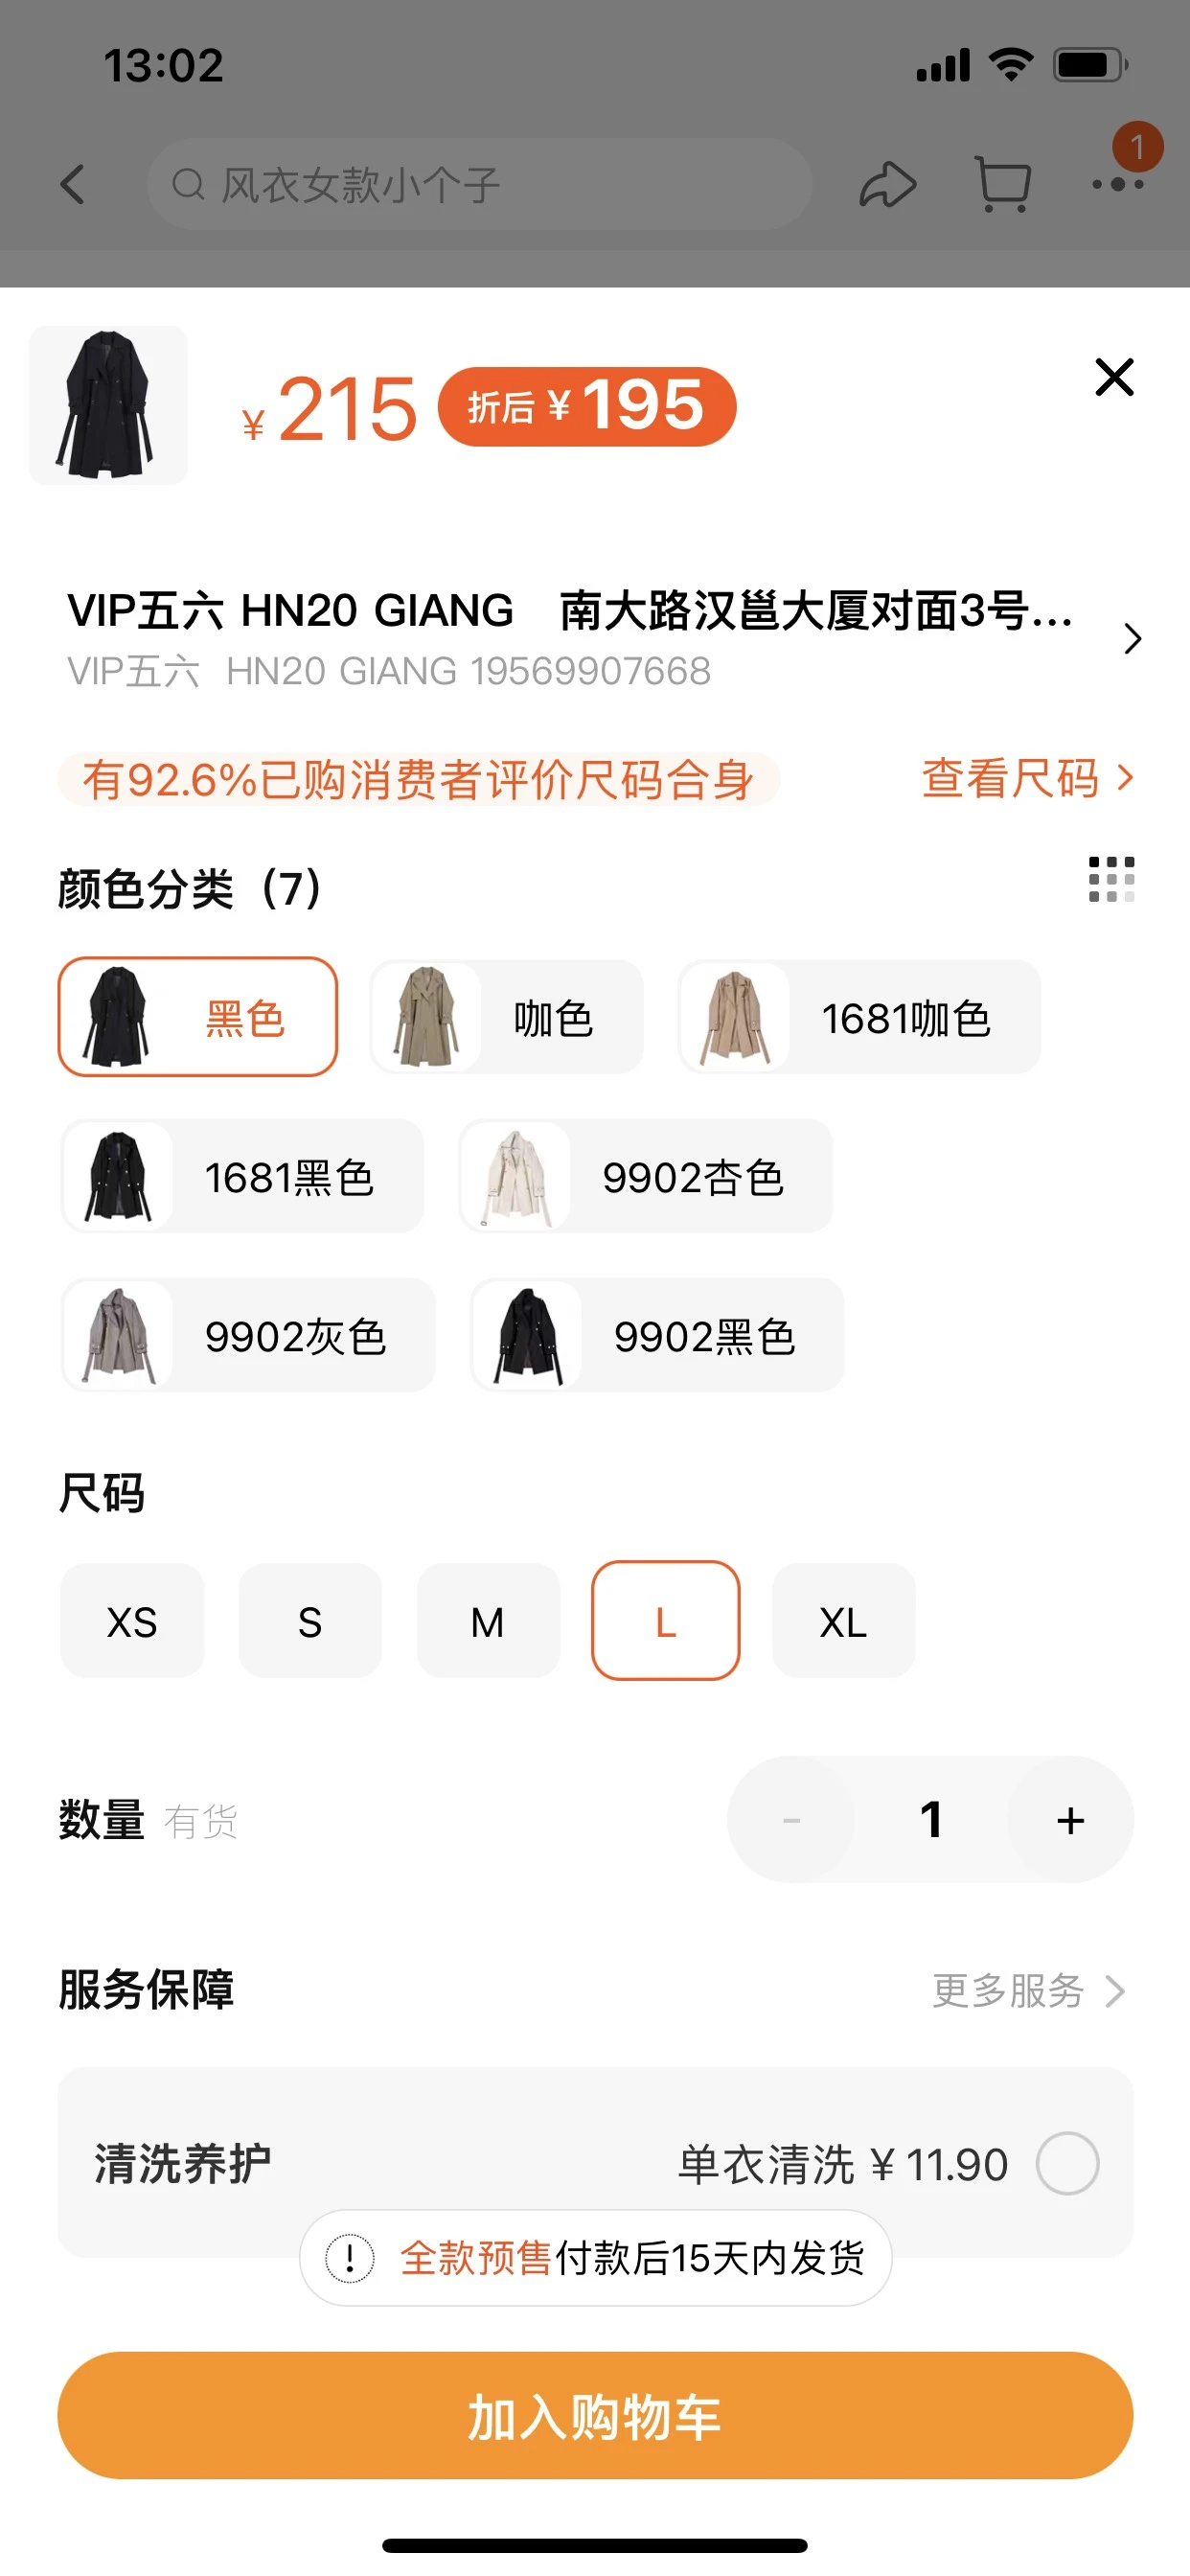 13:02
风衣女款小个子
1
¥215 折后¥195
VIP五六 HN20 GIANG 南大路汉邕大厦对面3号...
VIP五六 HN20 GIANG 19569907668
有92.6%已购消费者评价尺码合身 查看尺码
颜色分类（7）
黑色 咖色 1681咖色
1681黑色 9902杏色
9902灰色 9902黑色
尺码
XS S M L XL
数量 有货 - 1 +
服务保障 更多服务
清洗养护 单衣清洗 ¥11.90
全款预售付款后15天内发货
加入购物车